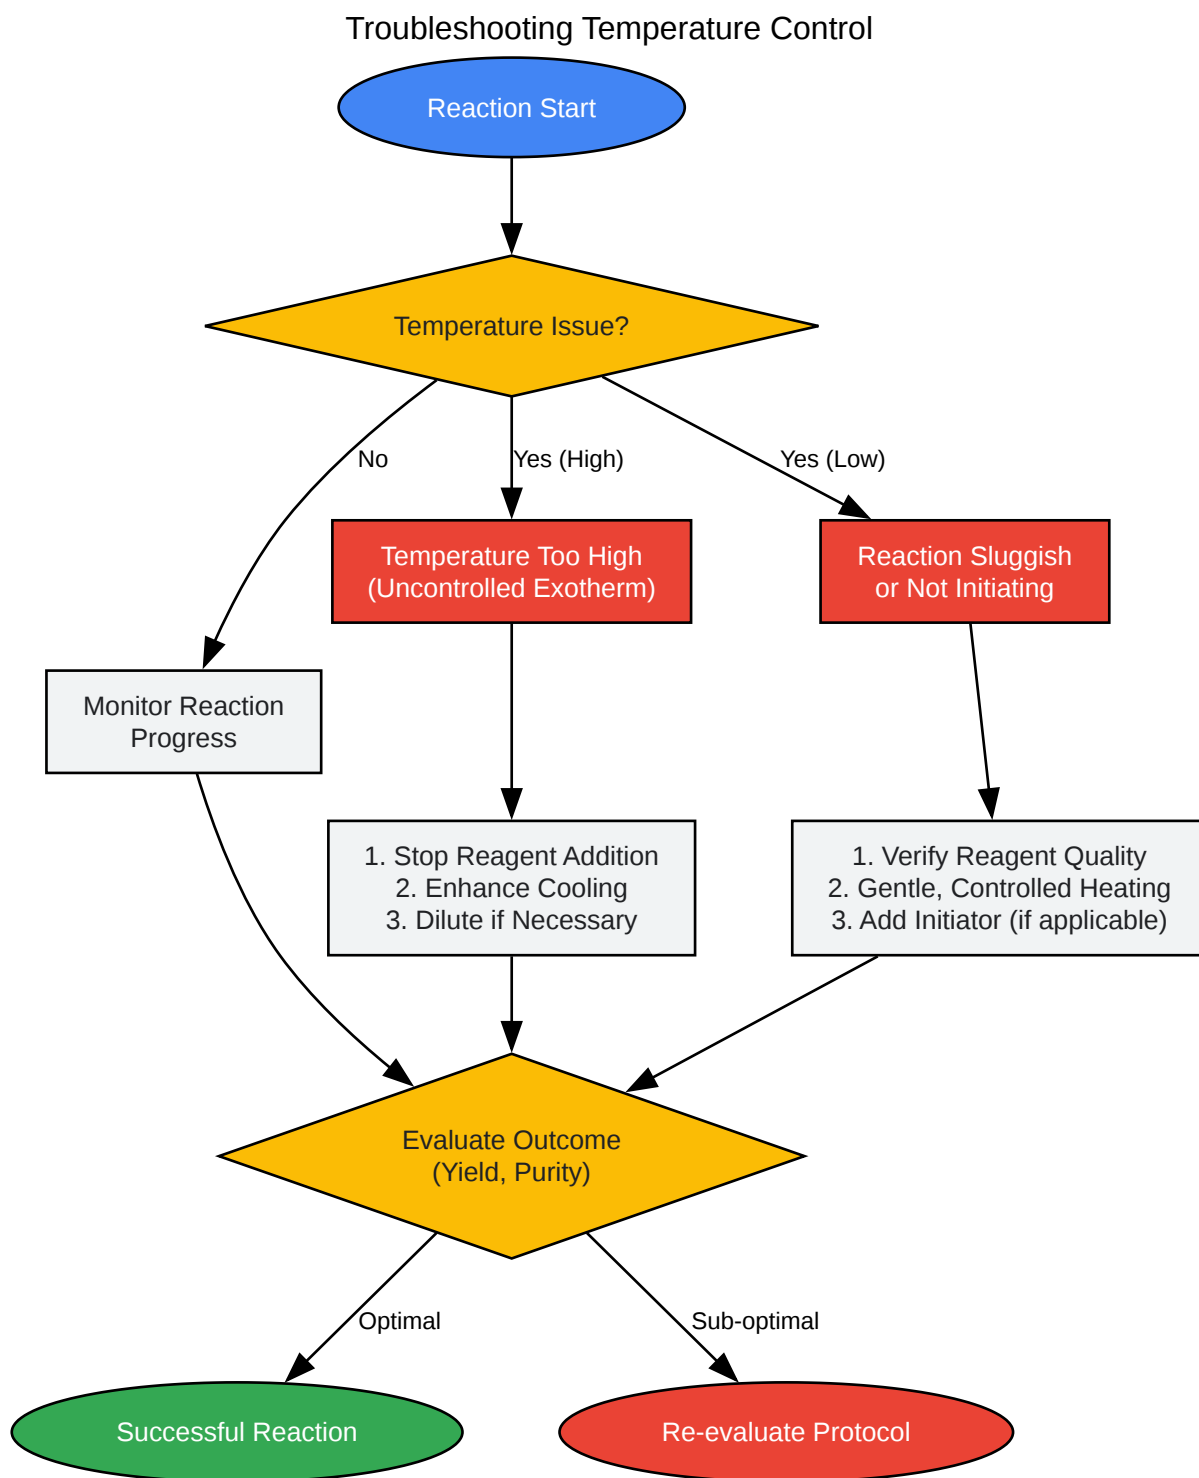 Troubleshooting Temperature Control
Reaction Start
Temperature Issue?
No
Yes (High)
Yes (Low)
Temperature Too High
(Uncontrolled Exotherm)
Reaction Sluggish
or Not Initiating
Monitor Reaction
Progress
1. Stop Reagent Addition
2. Enhance Cooling
3. Dilute if Necessary
1. Verify Reagent Quality
2. Gentle, Controlled Heating
3. Add Initiator (if applicable)
Evaluate Outcome
(Yield, Purity)
Optimal
Sub-optimal
Successful Reaction
Re-evaluate Protocol